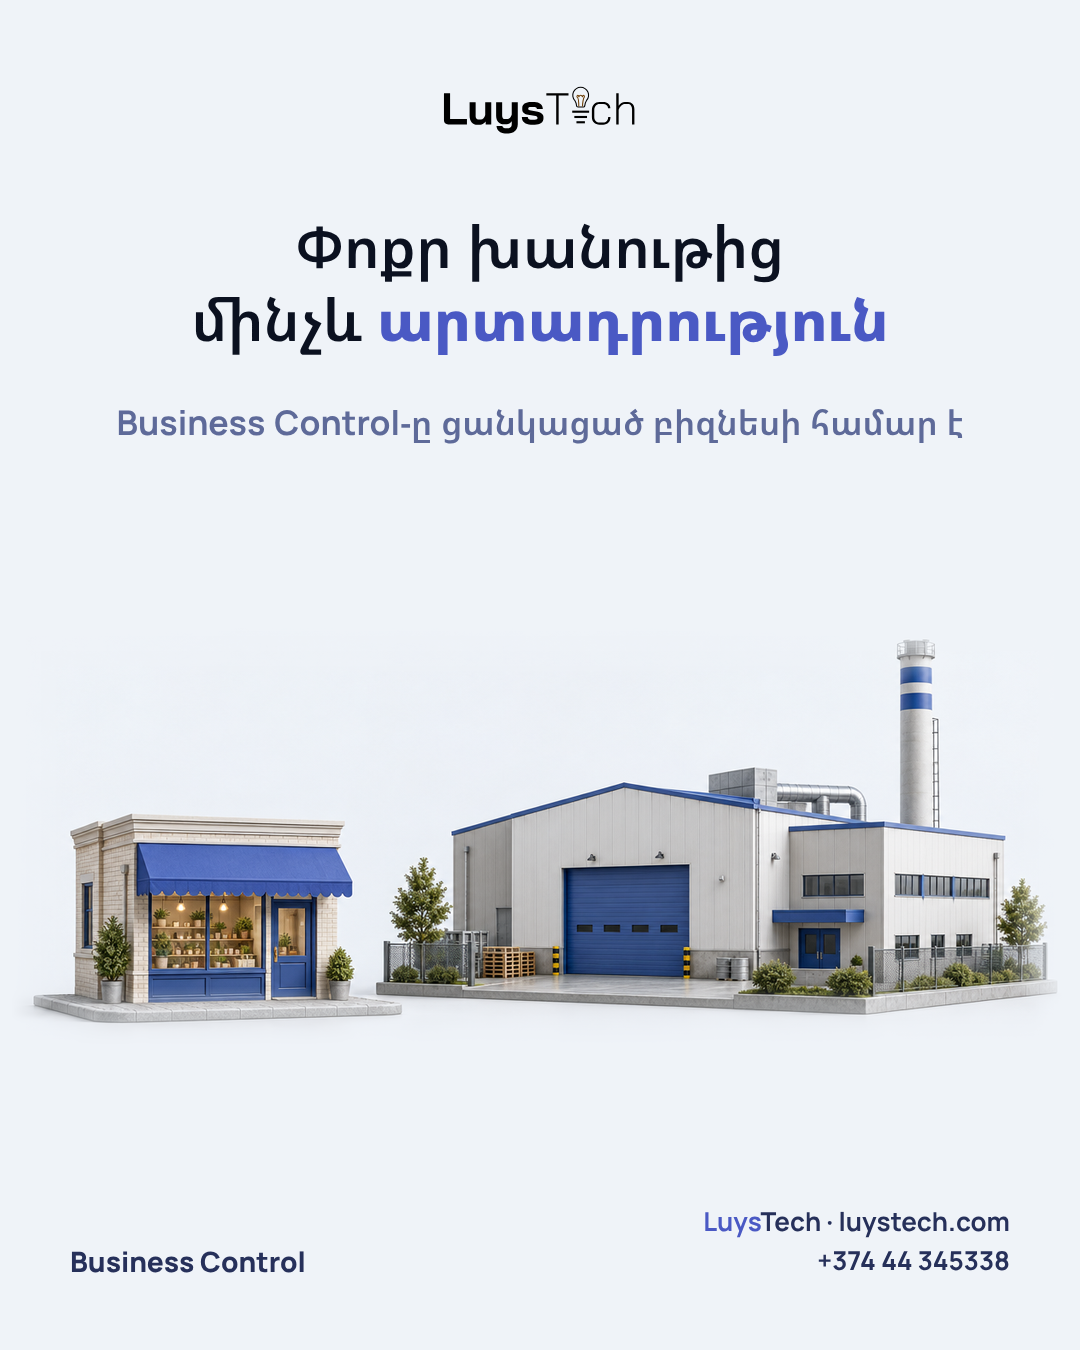 LuysTech
Փոքր խանութից
մինչև արտադրություն
Business Control-ը ցանկացած բիզնեսի համար է
Business Control
LuysTech · luystech.com
+374 44 345338